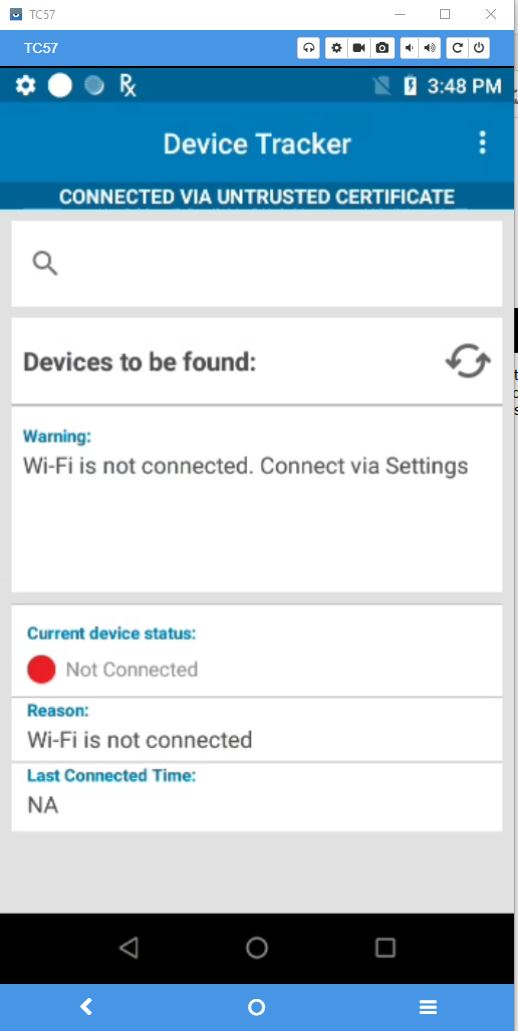 TC57
TC57
3:48 PM
Device Tracker
CONNECTED VIA UNTRUSTED CERTIFICATE
Devices to be found:
Warning:
Wi-Fi is not connected. Connect via Settings
Current device status:
Not Connected
Reason:
Wi-Fi is not connected
Last Connected Time:
NA